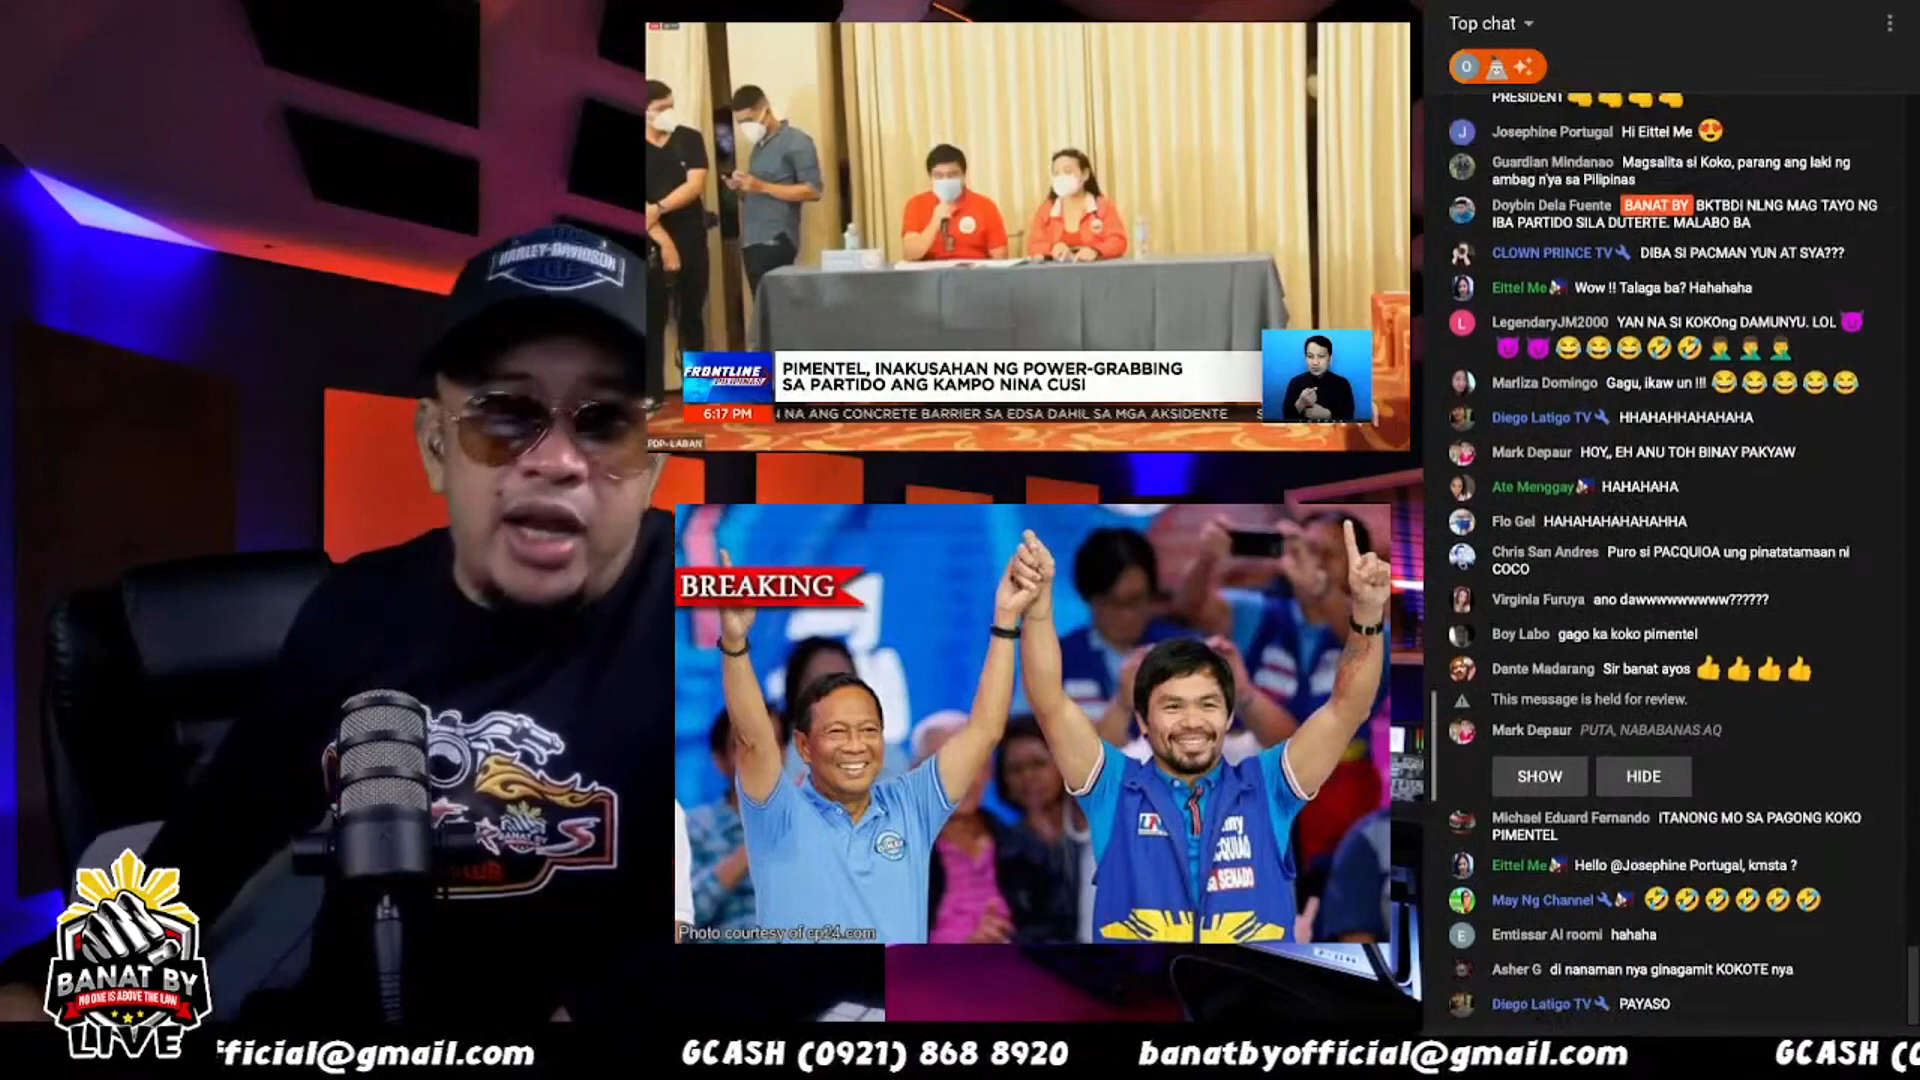 HARLEY-DAVIDSON
FRONTLINE
PILIPINAS
PIMENTEL, INAKUSAHAN NG POWER-GRABBING
SA PARTIDO ANG KAMPO NINA CUSI
6:17 PM
NA ANG CONCRETE BARRIER SA EDSA DAHIL SA MGA AKSIDENTE
PDP-LABAN
BREAKING
SENADO
Photo courtesy of cp24.com
BANAT BY
BANAT BY
NO ONE IS ABOVE THE LAW
LIVE
ficial@gmail.com
GCASH (0921) 868 8920
banatbyofficial@gmail.com
GCASH (
Top chat
O
PRESIDENT
J
Josephine Portugal Hi Eittel Me 😍
Guardian Mindanao Magsalita si Koko, parang ang laki ng
ambag n'ya sa Pilipinas
Doybin Dela Fuente BANAT BY BKTBDI NLNG MAG TAYO NG
IBA PARTIDO SILA DUTERTE. MALABO BA
CLOWN PRINCE TV DIBA SI PACMAN YUN AT SYA???
Eittel Me Wow !! Talaga ba? Hahahaha
L
LegendaryJM2000 YAN NA SI KOKOng DAMUNYU. LOL 😈
😈😈😂😂😂🤣🤣🤦‍♂️🤦‍♂️🤦‍♂️
Marliza Domingo Gagu, ikaw un !!! 😂😂😂😂😂
Diego Latigo TV HHAHAHHAHAHAHA
Mark Depaur HOY,, EH ANU TOH BINAY PAKYAW
Ate Menggay HAHAHAHA
Flo Gel HAHAHAHAHAHAHHA
Chris San Andres Puro si PACQUIOA ung pinatatamaan ni
COCO
Virginia Furuya ano dawwwwwwwwww??????
Boy Labo gago ka koko pimentel
Dante Madarang Sir banat ayos 👍👍👍👍
This message is held for review.
Mark Depaur PUTA, NABABANAS AQ
SHOW
HIDE
Michael Eduard Fernando ITANONG MO SA PAGONG KOKO
PIMENTEL
Eittel Me Hello @Josephine Portugal, kmsta ?
May Ng Channel 🤣🤣🤣🤣🤣🤣
E
Emtissar Al roomi hahaha
Asher G di nanaman nya ginagamit KOKOTE nya
Diego Latigo TV PAYASO